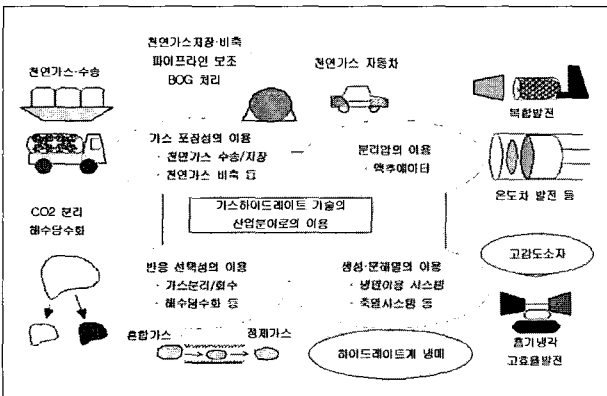 천연가스·수송
천연가스저장·비축
파이프라인 보조
BOG 처리
천연가스 자동차
복합발전
가스 포집성의 이용
· 천연가스 수송/저장
· 천연가스 비축 등
분리압의 이용
· 액추에이터
온도차 발전 등
CO2 분리
해수담수화
가스하이드레이트 기술의
산업분야로의 이용
반응 선택성의 이용
· 가스분리/회수
· 해수담수화 등
생성·분해열의 이용
· 냉열이용 시스템
· 축열시스템 등
고감도소자
혼합가스
정제가스
하이드레이트계 냉매
흡기냉각
고효율발전